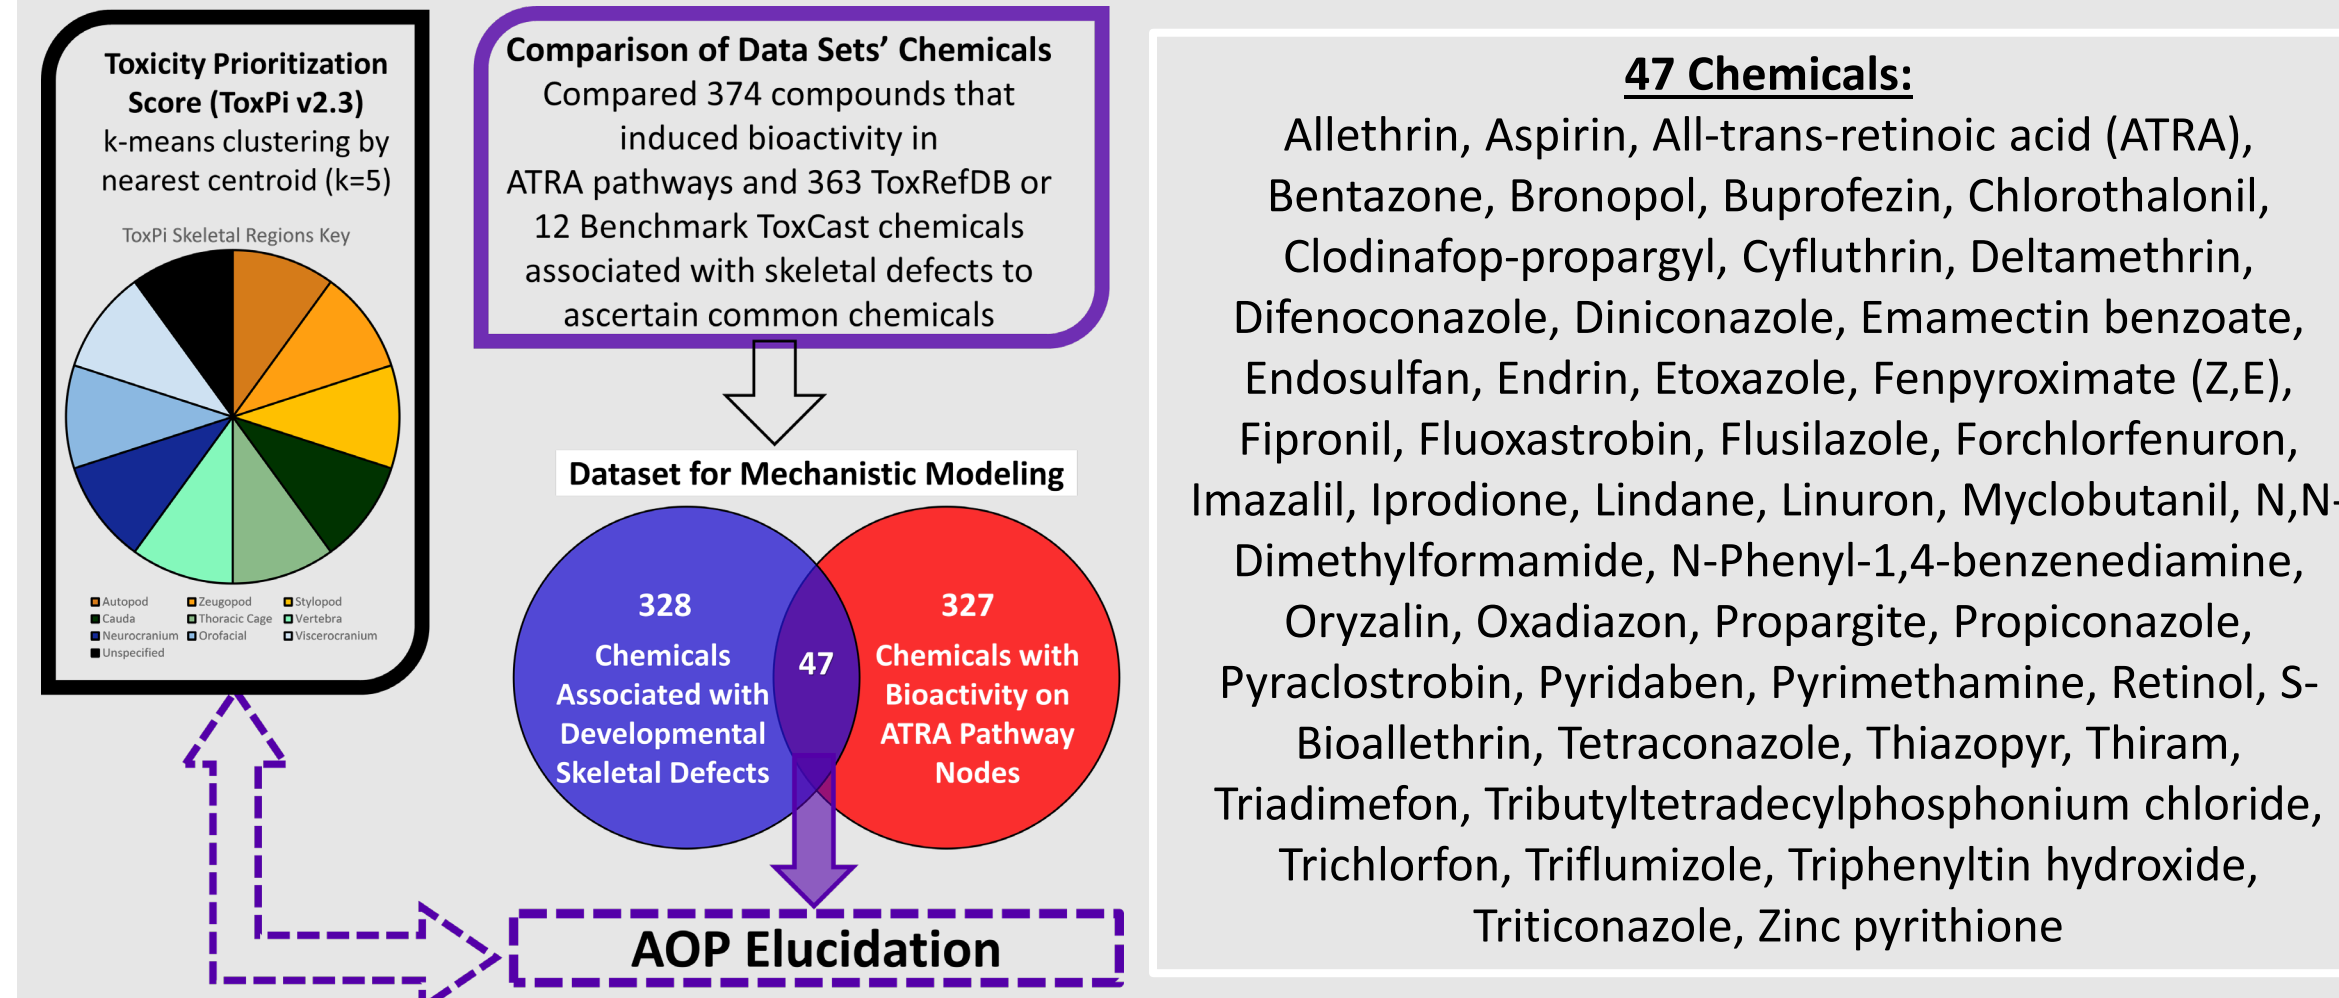 Toxicity Prioritization
Score (ToxPi v2.3)
k-means clustering by
nearest centroid (k=5)
ToxPi Skeletal Regions Key
Autopod
Zeugopod
Stylopod
Cauda
Thoracic Cage
Vertebra
Neurocranium
Orofacial
Viscerocranium
Unspecified
Comparison of Data Sets’ Chemicals
Compared 374 compounds that
induced bioactivity in
ATRA pathways and 363 ToxRefDB or
12 Benchmark ToxCast chemicals
associated with skeletal defects to
ascertain common chemicals
Dataset for Mechanistic Modeling
328
Chemicals
Associated with
Developmental
Skeletal Defects
47
327
Chemicals with
Bioactivity on
ATRA Pathway
Nodes
AOP Elucidation
47 Chemicals:
Allethrin, Aspirin, All-trans-retinoic acid (ATRA),
Bentazone, Bronopol, Buprofezin, Chlorothalonil,
Clodinafop-propargyl, Cyfluthrin, Deltamethrin,
Difenoconazole, Diniconazole, Emamectin benzoate,
Endosulfan, Endrin, Etoxazole, Fenpyroximate (Z,E),
Fipronil, Fluoxastrobin, Flusilazole, Forchlorfenuron,
Imazalil, Iprodione, Lindane, Linuron, Myclobutanil, N,N-
Dimethylformamide, N-Phenyl-1,4-benzenediamine,
Oryzalin, Oxadiazon, Propargite, Propiconazole,
Pyraclostrobin, Pyridaben, Pyrimethamine, Retinol, S-
Bioallethrin, Tetraconazole, Thiazopyr, Thiram,
Triadimefon, Tributyltetradecylphosphonium chloride,
Trichlorfon, Triflumizole, Triphenyltin hydroxide,
Triticonazole, Zinc pyrithione